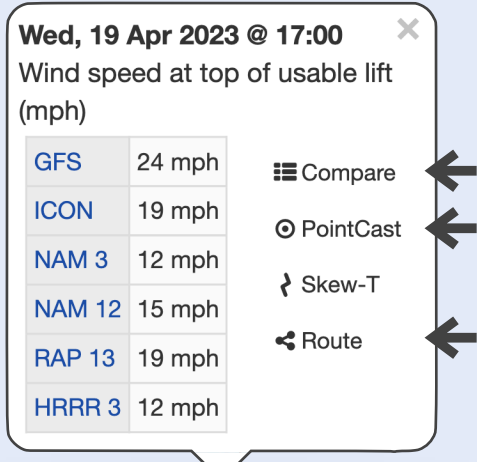 Wed, 19 Apr 2023 @ 17:00
Wind speed at top of usable lift
(mph)
GFS 24 mph
ICON 19 mph
NAM 3 12 mph
NAM 12 15 mph
RAP 13 19 mph
HRRR 3 12 mph
Compare
PointCast
Skew-T
Route